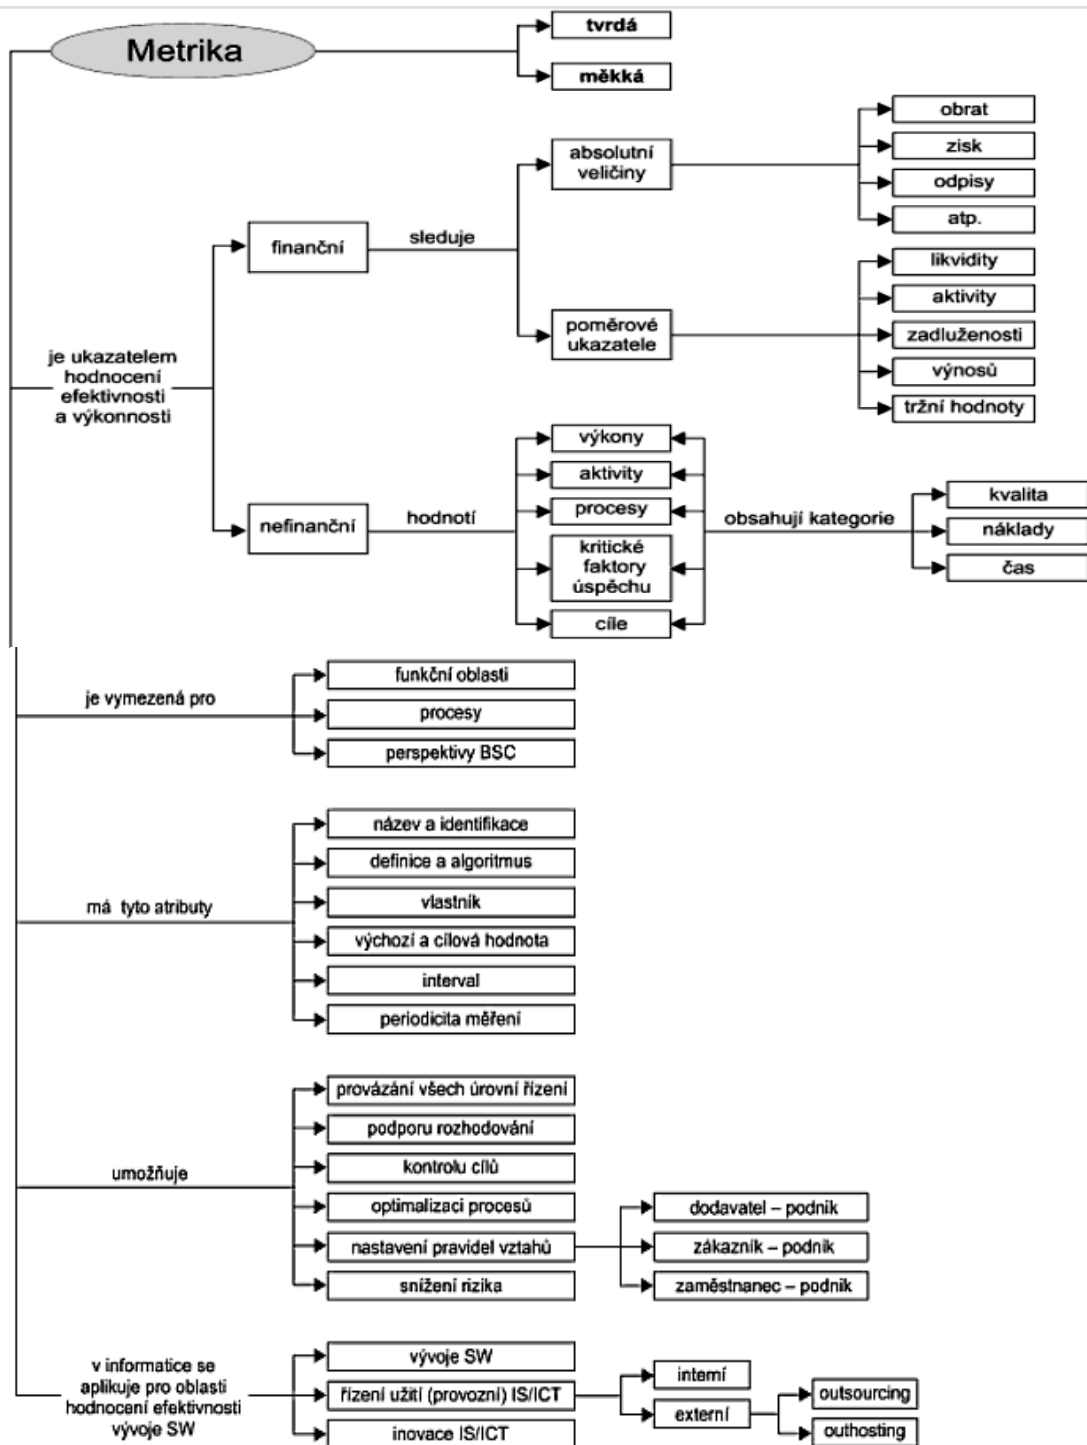 Metrika
tvrdá
měkká
obrat
zisk
odpisy
atp.
absolutní
veličiny
finanční
sleduje
likvidity
aktivity
zadluženosti
výnosů
tržní hodnoty
poměrové
ukazatele
je ukazatelem
hodnocení
efektivnosti
a výkonnosti
výkony
aktivity
procesy
kritické
faktory
úspěchu
cíle
nefinanční
hodnotí
obsahují kategorie
kvalita
náklady
čas
je vymezená pro
funkční oblasti
procesy
perspektivy BSC
má tyto atributy
název a identifikace
definice a algoritmus
vlastník
výchozí a cílová hodnota
interval
periodicita měření
umožňuje
provázání všech úrovní řízení
podporu rozhodování
kontrolu cílů
optimalizaci procesů
nastavení pravidel vztahů
snížení rizika
dodavatel – podnik
zákazník – podnik
zaměstnanec – podnik
v informatice se
aplikuje pro oblasti
hodnocení efektivnosti
vývoje SW
vývoje SW
řízení užití (provozní) IS/ICT
inovace IS/ICT
interní
externí
outsourcing
outhosting